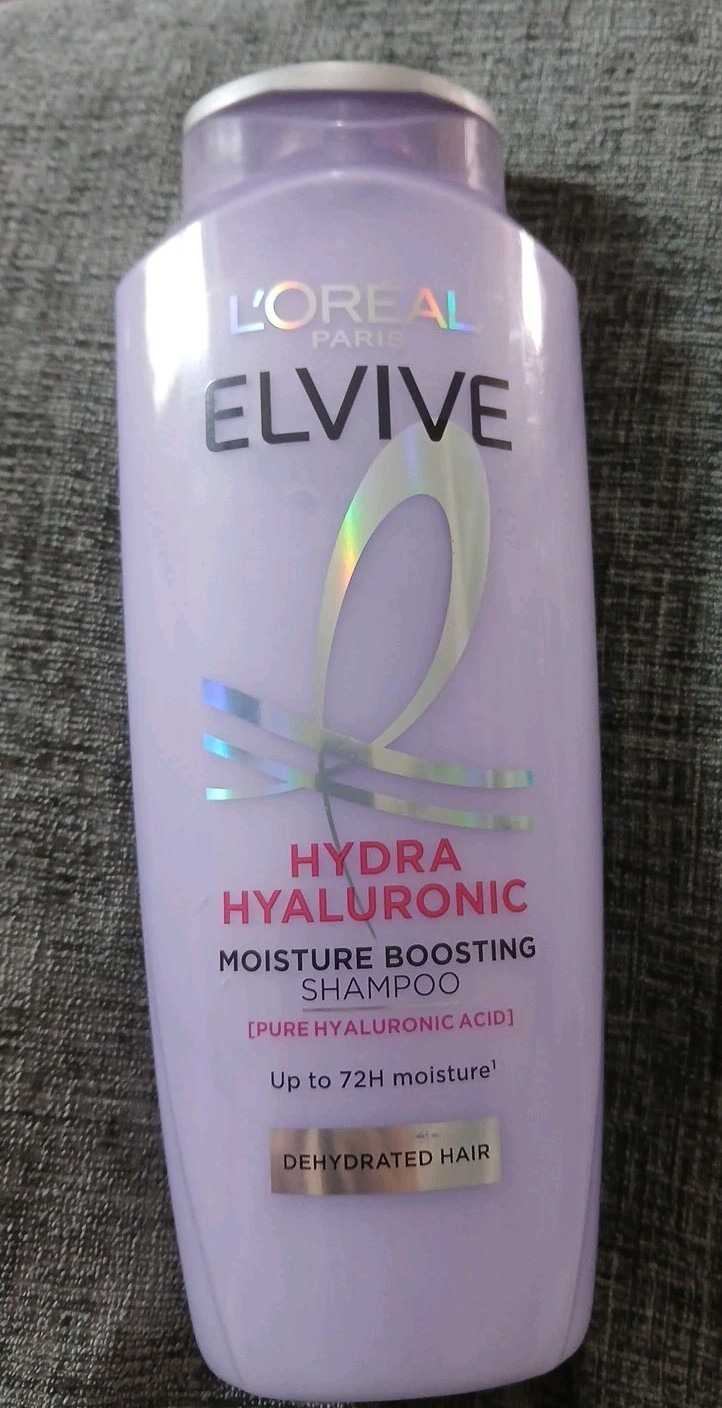 L'ORÉAL
PARIS
ELVIVE
HYDRA
HYALURONIC
MOISTURE BOOSTING
SHAMPOO
[PURE HYALURONIC ACID]
Up to 72H moisture¹
DEHYDRATED HAIR